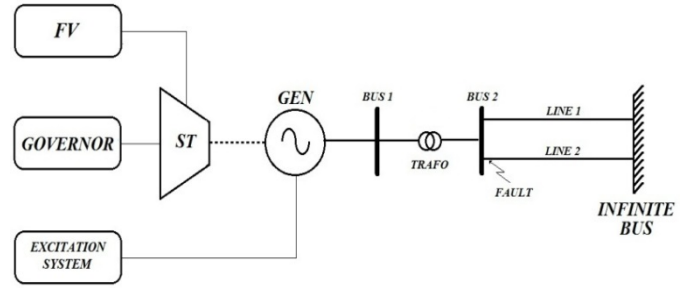 FV
GOVERNOR
EXCITATION
SYSTEM
ST
GEN
BUS 1
TRAFO
BUS 2
LINE 1
LINE 2
FAULT
INFINITE
BUS